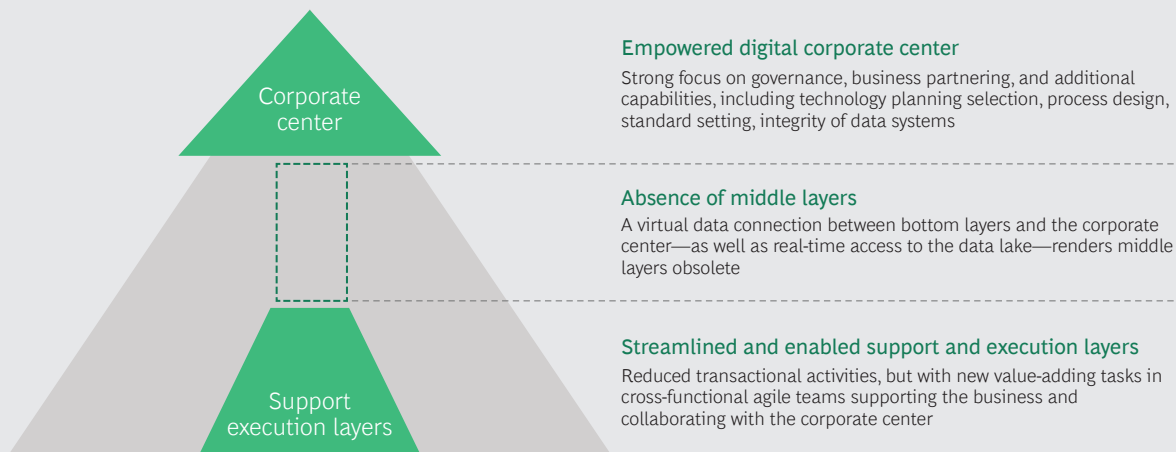 Corporate
center
Empowered digital corporate center
Strong focus on governance, business partnering, and additional
capabilities, including technology planning selection, process design,
standard setting, integrity of data systems
Absence of middle layers
A virtual data connection between bottom layers and the corporate
center—as well as real-time access to the data lake—renders middle
layers obsolete
Support
execution layers
Streamlined and enabled support and execution layers
Reduced transactional activities, but with new value-adding tasks in
cross-functional agile teams supporting the business and
collaborating with the corporate center